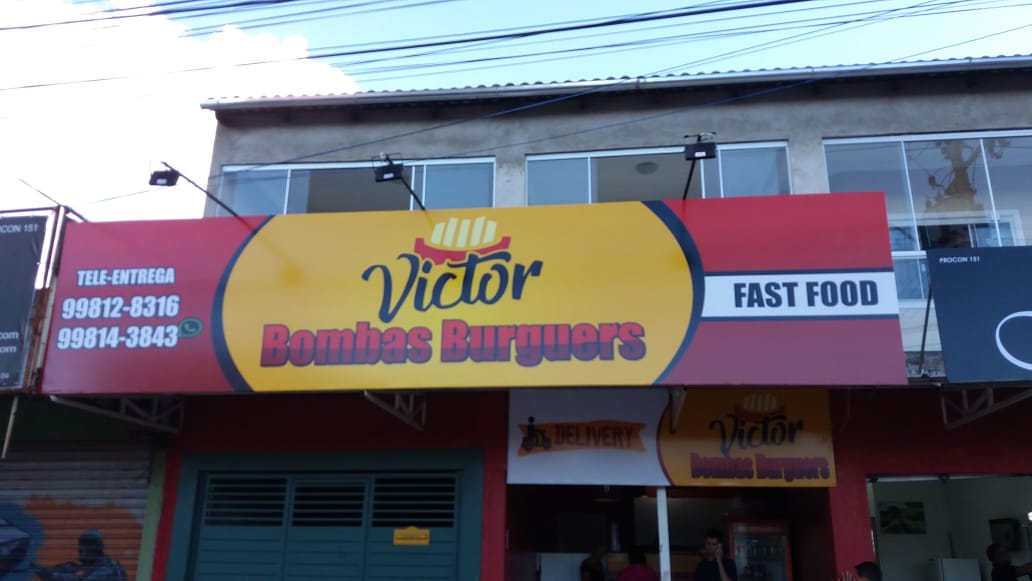 PROCON 151
TELE-ENTREGA
99812-8316
99814-3843
Victor
Bombas Burguers
FAST FOOD
PROCON 151
DELIVERY
Victor
Bombas Burguers